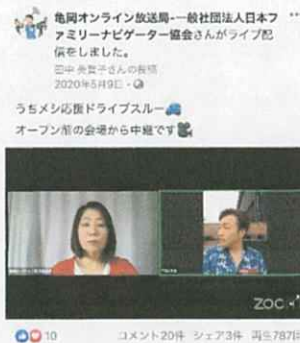 亀岡オンライン放送局-一般社団法人日本フ
ァミリーナビゲーター協会さんがライブ配
信をしました。
田中 美賀子さんの投稿
2020年5月9日 ·
うちメシ応援ドライブスルー🚙
オープン前の会場から中継です🎥
ZOC
10
コメント20件 シェア3件 再生787回